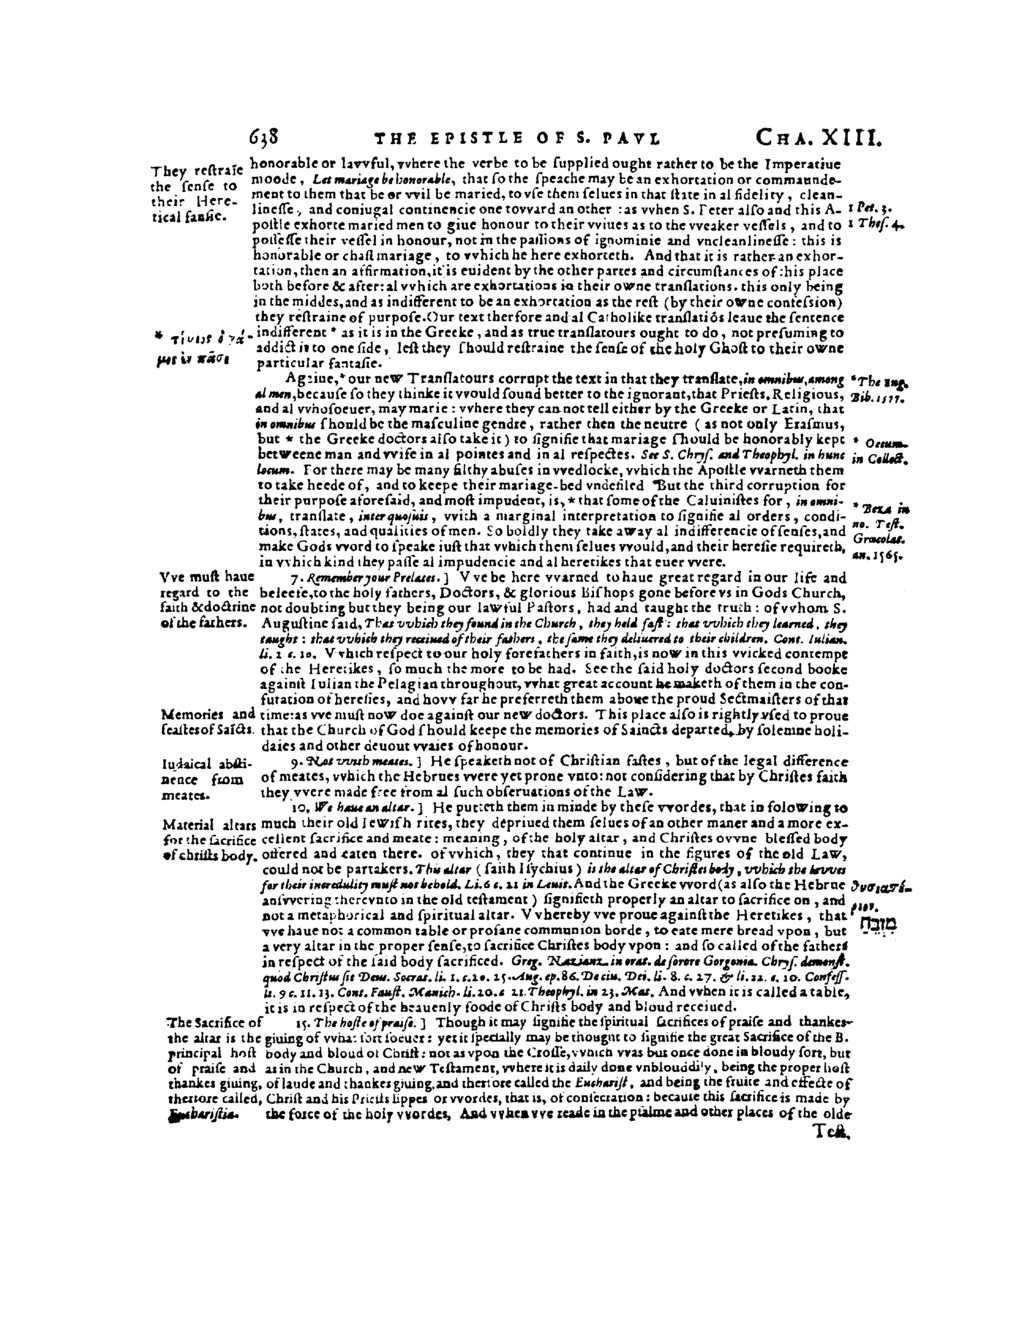 638 THE EPISTLE OF S. PAVL CHA. XIII.
They reſtraie
the ſenſe to
their Here-
tical fanſie.
honorable or lavvful, vvhere the verbe to be ſupplied ought rather to be the Imperatiue
moode, Let mariage be honorable, that ſo the ſpeache may be an exhortation or commaunde-
ment to them that be or vvil be maried, to vſe them ſelues in that ſtate in al fidelity, clean-
lineſſe, and coniugal continencie one tovvard an other: as vvhen S. Peter alſo and this A-
poſtle exhorte maried men to giue honour to their vviues as to the vveaker veſſels, and to
poſſeſſe their veſſel in honour, not in the paſſions of ignominie and vncleanlineſſe: this is
honorable or chaſt mariage, to vvhich he here exhorteth. And that it is rather an exhor-
tation, then an affirmation, it is euident by the other partes and circumſtances of this place
both before & after: al vvhich are exhortations in their owne tranſlations. this only being
in the middes, and as indifferent to be an exhortation as the reſt (by their owne confeſsion)
they reſtraine of purpoſe. Our text therfore and al Catholike tranſlatiós leaue the ſentence
indifferent * as it is in the Greeke, and as true tranſlatours ought to do, not preſuming to
addict it to one ſide, leſt they ſhould reſtraine the ſenſe of the holy Ghoſt to their owne
particular fantaſie.
1 Pet. 3.
1 Theſ. 4.
* τίμιος ὁ γά-
μος ἐν πᾶσι
Againe, * our new Tranſlatours corrupt the text in that they tranſlate, in omnibus, among
al men, becauſe ſo they thinke it vvould ſound better to the ignorant, that Prieſts, Religious,
and al vvhoſoeuer, may marie: vvhere they can not tell either by the Greeke or Latin, that
in omnibus ſhould be the maſculine gendre, rather then the neutre (as not only Eraſmus,
but * the Greeke doctors alſo take it) to ſignifie that mariage ſhould be honorably kept
betweene man and vvife in al pointes and in al reſpectes. See S. Chryſ. and Theophyl. in hunc
locum. For there may be many filthy abuſes in vvedlocke, vvhich the Apoſtle vvarneth them
to take heede of, and to keepe their mariage-bed vndefiled But the third corruption for
their purpoſe aforeſaid, and moſt impudent, is, * that ſome of the Caluiniſtes for, in omni-
bus, tranſlate, inter quoſuis, vvith a marginal interpretation to ſignifie al orders, condi-
tions, ſtates, and qualities of men. So boldly they take away al indifferencie of ſenſes, and
make Gods vvord to ſpeake iuſt that vvhich them ſelues vvould, and their hereſie requireth,
in vvhich kind they paſſe al impudencie and al heretikes that euer vvere.
* The Eng.
Bib. 1577.
* Oecum.
in Collect.
* Beza in
no. Teſt.
Græcolat.
an. 1565.
Vve muſt haue
regard to the
faith & doctrine
of the fathers.
7. Remember your Prelates. ] Vve be here vvarned to haue great regard in our life and
beleefe, to the holy fathers, Doctors, & glorious Biſhops gone before vs in Gods Church,
not doubting but they being our lawful Paſtors, had and taught the truth: of vvhom S.
Auguſtine ſaid, That vvhich they found in the Church, they held faſt: that vvhich they learned, they
taught: that vvhich they receiued of their fathers, the ſame they deliuered to their children. Cont. Iulian.
li. 2 c. 10. Vvhich reſpect to our holy forefathers in faith, is now in this vvicked contempt
of the Heretikes, ſo much the more to be had. See the ſaid holy doctors ſecond booke
againſt Iulian the Pelagian throughout, vvhat great account he maketh of them in the con-
futation of hereſies, and hovv far he preferreth them aboue the proud Sectmaiſters of that
time: as vve muſt now doe againſt our new doctors. This place alſo is rightly vſed to proue
that the Church of God ſhould keepe the memories of Saincts departed, by ſolemne holi-
daies and other deuout vvaies of honour.
Memories and
feaſtes of Saīcts.
Iudaical abſti-
nence from
meates.
9. Not vvith meates. ] He ſpeaketh not of Chriſtian faſtes, but of the legal difference
of meates, vvhich the Hebrues vvere yet prone vnto: not conſidering that by Chriſtes faith
they vvere made free from al ſuch obſeruations of the Law.
Material altars
for the ſacrifice
of chriſts body.
10. We haue an altar. ] He putteth them in minde by theſe vvordes, that in folowing to
much their old Iewiſh rites, they depriued them ſelues of an other maner and a more ex-
cellent ſacrifice and meate: meaning, of the holy altar, and Chriſtes ovvne bleſſed body
offered and eaten there. of vvhich, they that continue in the figures of the old Law,
could not be partakers. This altar (ſaith Iſychius) is the altar of Chriſtes body, vvhich the Ievves
for their incredulity muſt not behold. Li. 6 c. 21 in Leuit. And the Greeke vvord (as alſo the Hebrue
anſvvering therevnto in the old teſtament) ſignifieth properly an altar to ſacrifice on, and
not a metaphorical and ſpiritual altar. Vvhereby vve proue againſt the Heretikes, that
vve haue not a common table or profane communion borde, to eate mere bread vpon, but
a very altar in the proper ſenſe, to ſacrifice Chriſtes body vpon: and ſo called of the fathers
in reſpect of the ſaid body ſacrificed. Greg. Nazianz. in orat. de ſorore Gorgonia. Chryſ. demonſt.
quod Chriſtus ſit Deus. Socrat. li. 1. c. 20. 25. Aug. ep. 86. De ciu. Dei. li. 8. c. 27. & li. 22. c. 10. Confeſſ.
li. 9 c. 11. 13. Cont. Fauſt. Manich. li. 20. c 21. Theophyl. in 23. Mat. And vvhen it is called a table,
it is in reſpect of the heauenly foode of Chriſts body and bloud receiued.
θυσιαστή-
ριον.
מזבח
The Sacrifice of
the altar is the
principal hoſt
of praiſe and
thankes giuing,
therfore called,
Euchariſtia.
15. The hoſte of praiſe. ] Though it may ſignifie the ſpiritual ſacrifices of praiſe and thankes-
giuing of vvhat ſort ſoeuer: yet it ſpecially may be thought to ſignifie the great Sacrifice of the B.
body and bloud of Chriſt: not as vpon the Croſſe, vvhich vvas but once done in bloudy ſort, but
as in the Church, and new Teſtament, vvhere it is daily done vnbloudily, being the proper hoſt
of laude and thankes giuing, and therfore called the Euchariſt, and being the fruite and effecte of
Chriſt and his Prieſts lippes or vvordes, that is, of conſecration: becauſe this ſacrifice is made by
the force of the holy vvordes. And vvhen vve reade in the pſalme and other places of the olde
Teſt,